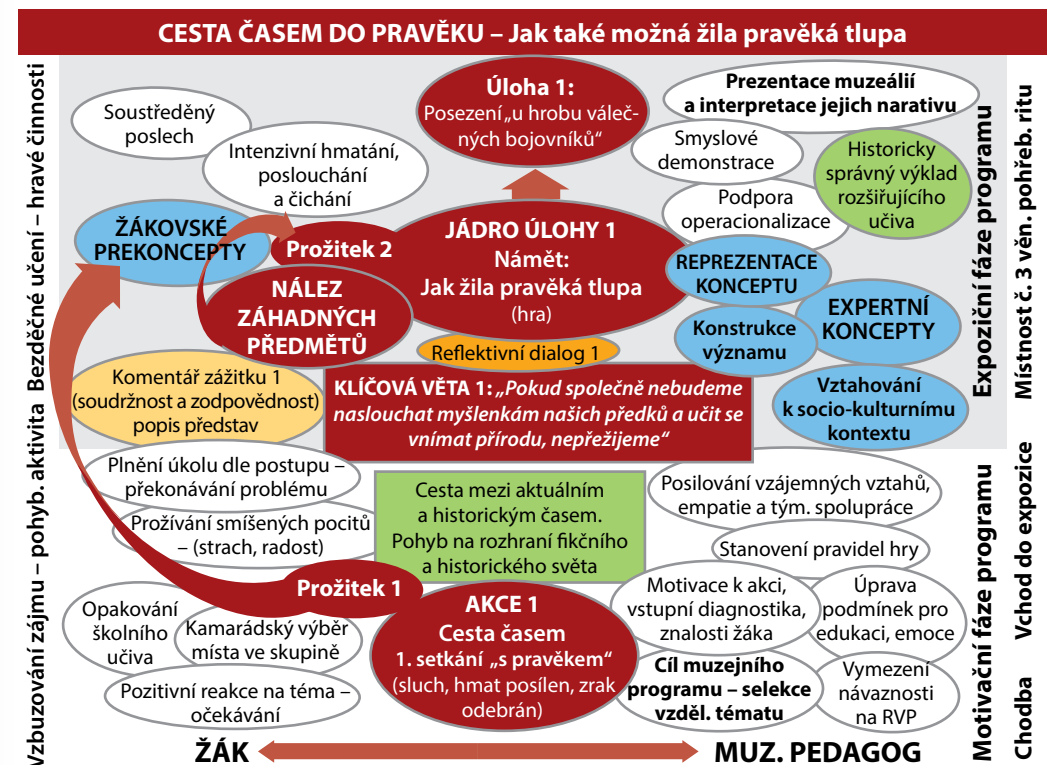 CESTA ČASEM DO PRAVĚKU – Jak také možná žila pravěká tlupa
Úloha 1:
Posezení „u hrobu váleč-
ných bojovníků“
Prezentace muzeálií
a interpretace jejich narativu
Soustředěný
poslech
Intenzivní hmatání,
poslouchání
a čichání
Smyslové
demonstrace
Historicky
správný výklad
rozšiřujícího
učiva
Podpora
operacionalizace
ŽÁKOVSKÉ
PREKONCEPTY
Prožitek 2
JÁDRO ÚLOHY 1
Námět:
Jak žila pravěká tlupa
(hra)
REPREZENTACE
KONCEPTU
NÁLEZ
ZÁHADNÝCH
PŘEDMĚTŮ
EXPERTNÍ
KONCEPTY
Konstrukce
významu
Reflektivní dialog 1
Komentář zážitku 1
(soudržnost a zodpovědnost)
popis představ
KLÍČOVÁ VĚTA 1: „Pokud společně nebudeme
naslouchat myšlenkám našich předků a učit se
vnímat přírodu, nepřežijeme“
Vztahování
k socio-kulturnímu
kontextu
Plnění úkolu dle postupu –
překonávání problému
Prožívání smíšených pocitů
– (strach, radost)
Cesta mezi aktuálním
a historickým časem.
Pohyb na rozhraní fikčního
a historického světa
Posilování vzájemných vztahů,
empatie a tým. spolupráce
Stanovení pravidel hry
Prožitek 1
AKCE 1
Cesta časem
1. setkání „s pravěkem“
(sluch, hmat posílen, zrak
odebrán)
Motivace k akci,
vstupní diagnostika,
znalosti žáka
Úprava
podmínek pro
edukaci, emoce
Opakování
školního
učiva
Kamarádský výběr
místa ve skupině
Pozitivní reakce na téma –
očekávání
Cíl muzejního
programu – selekce
vzděl. tématu
Vymezení
návaznosti
na RVP
ŽÁK
MUZ. PEDAGOG
Vzbuzování zájmu – pohyb. aktivita
Bezděčné učení – hravé činnosti
Expoziční fáze programu
Místnost č. 3 věn. pohřeb. ritu
Motivační fáze programu
Chodba
Vchod do expozice